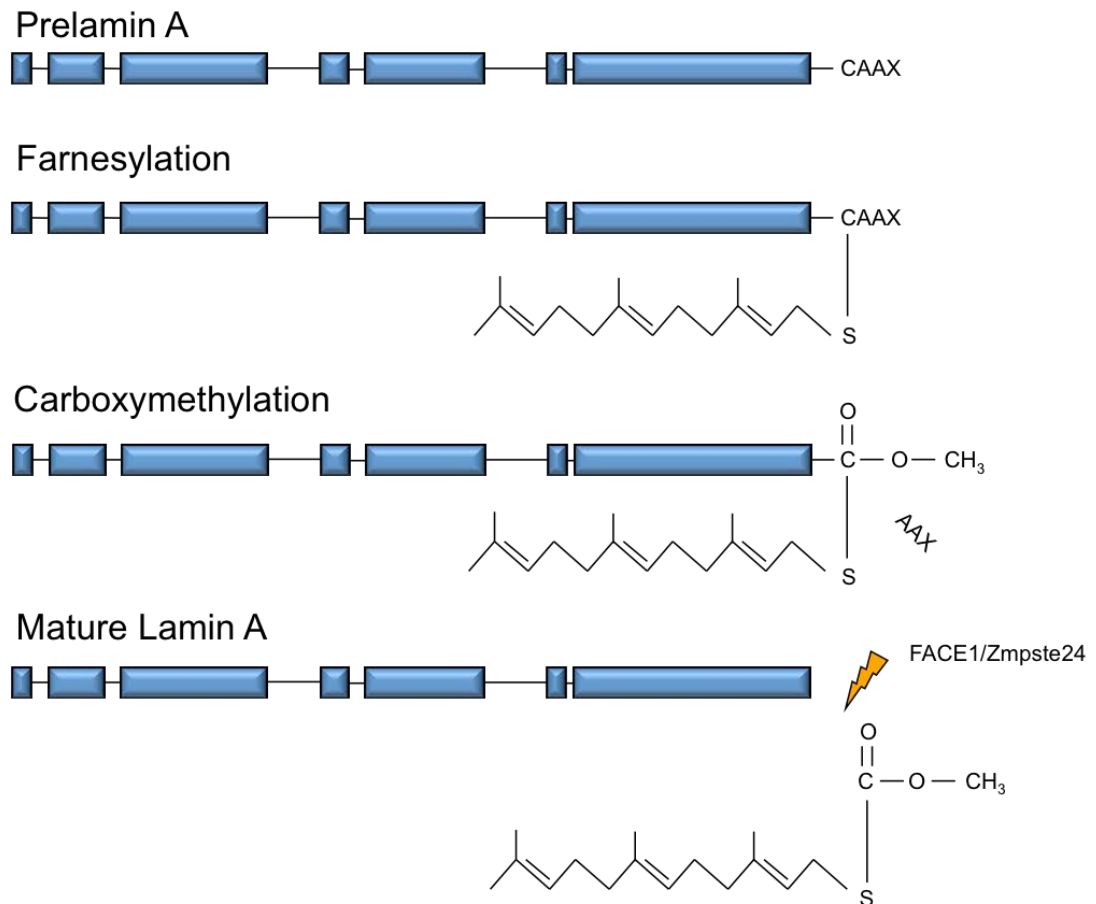 Prelamin A
CAAX
Farnesylation
CAAX
S
Carboxymethylation
O
C — O — CH₃
AAX
S
Mature Lamin A
FACE1/Zmpste24
O
C — O — CH₃
S